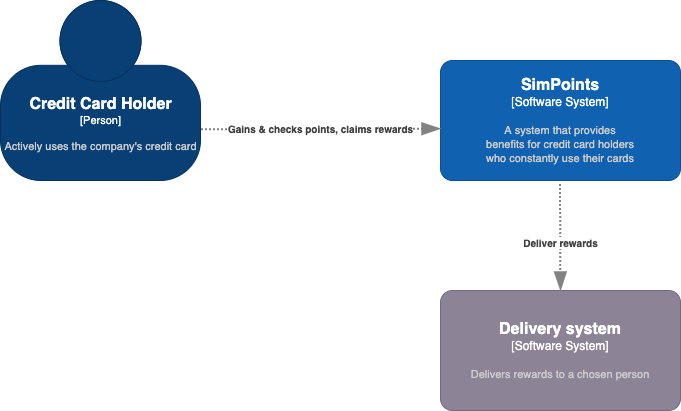 Credit Card Holder
[Person]
Actively uses the company's credit card
Gains & checks points, claims rewards
SimPoints
[Software System]
A system that provides
benefits for credit card holders
who constantly use their cards
Deliver rewards
Delivery system
[Software System]
Delivers rewards to a chosen person